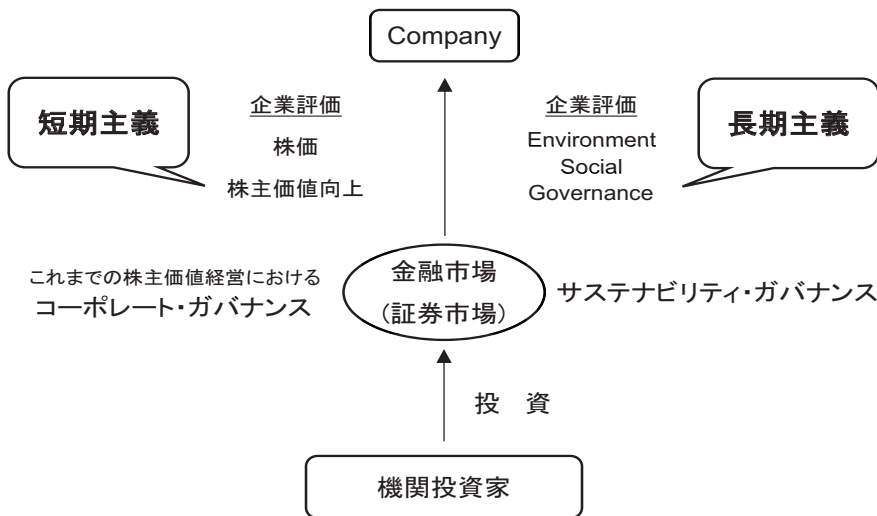 Company
短期主義
企業評価
株価
株主価値向上
企業評価
Environment
Social
Governance
長期主義
これまでの株主価値経営における
コーポレート・ガバナンス
金融市場
(証券市場)
サステナビリティ・ガバナンス
投　資
機関投資家